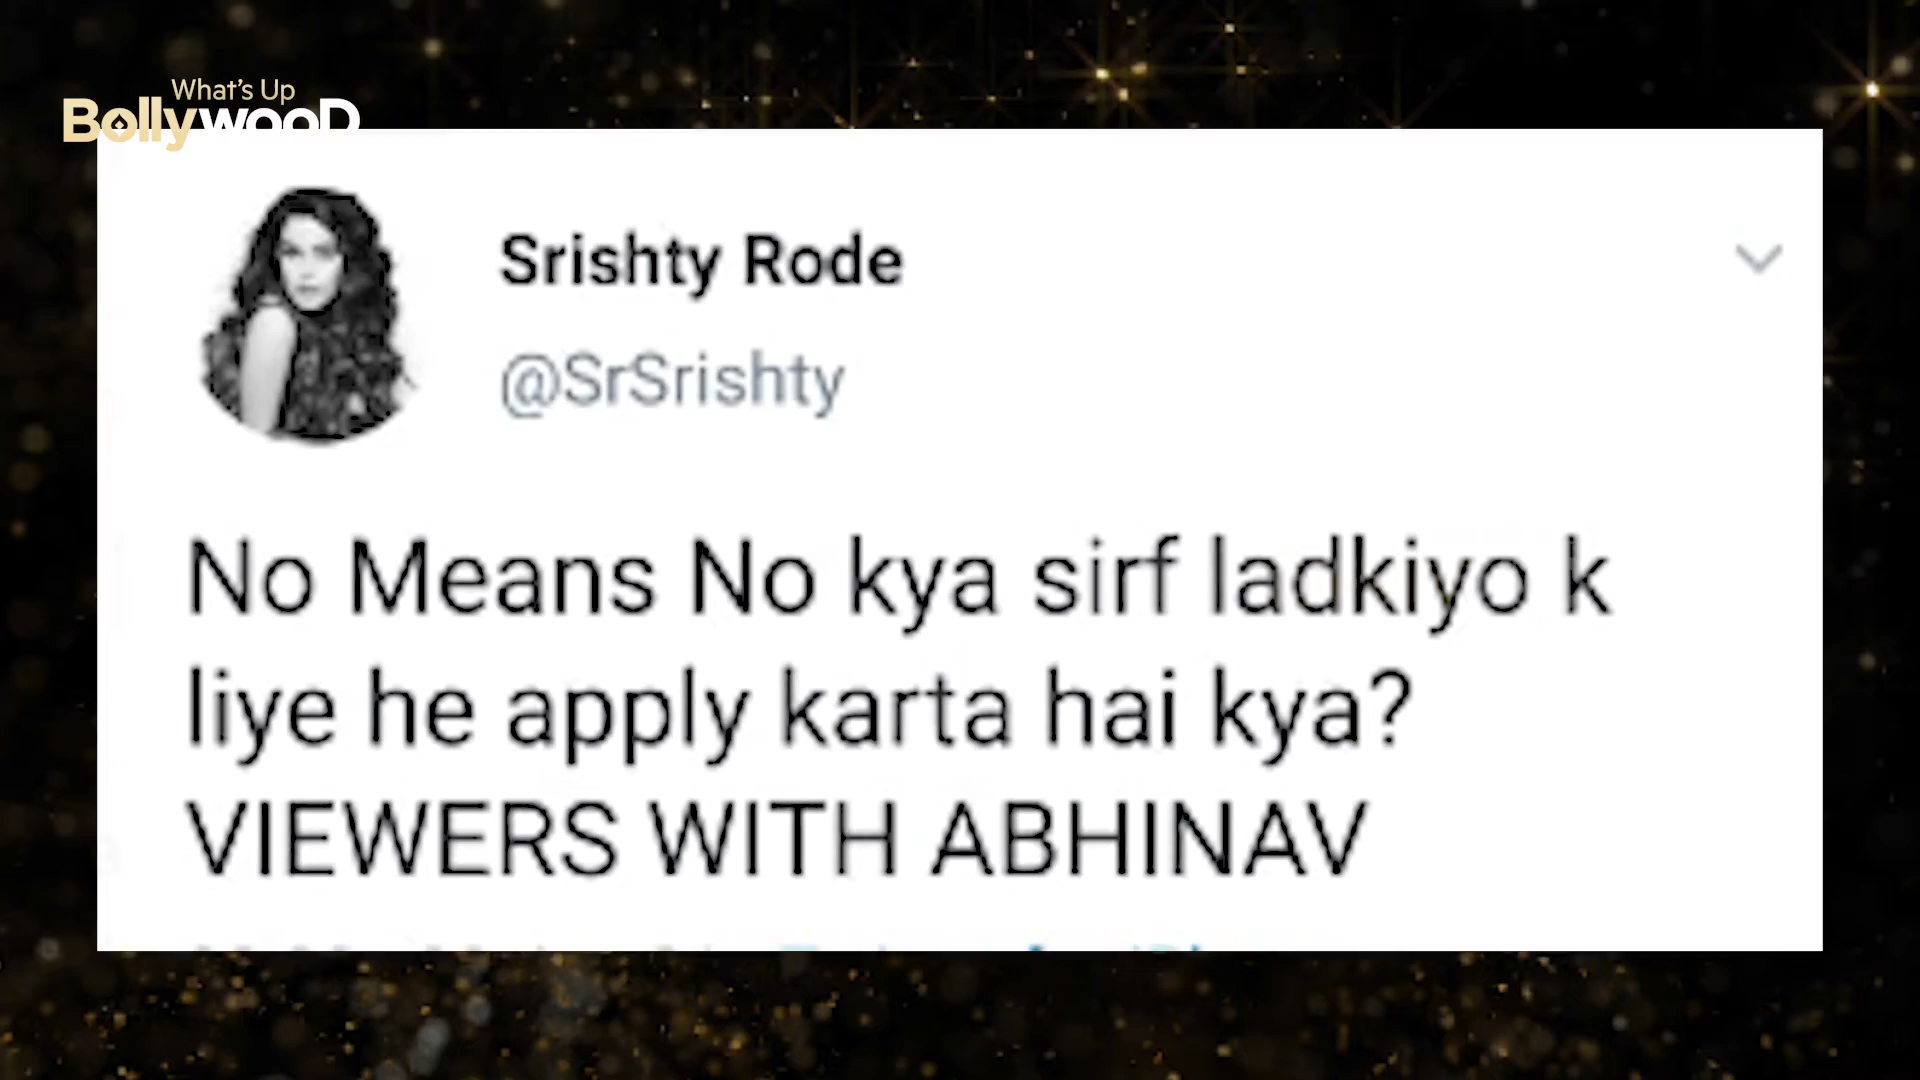 What's Up
BollywooD
Srishty Rode
@SrSrishty
No Means No kya sirf ladkiyo k
liye he apply karta hai kya?
VIEWERS WITH ABHINAV